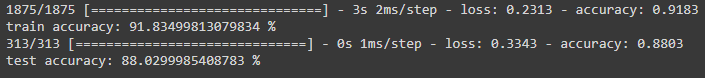 1875/1875 [==============================] - 3s 2ms/step - loss: 0.2313 - accuracy: 0.9183
train accuracy: 91.83499813079834 %
313/313 [==============================] - 0s 1ms/step - loss: 0.3343 - accuracy: 0.8803
test accuracy: 88.0299985408783 %